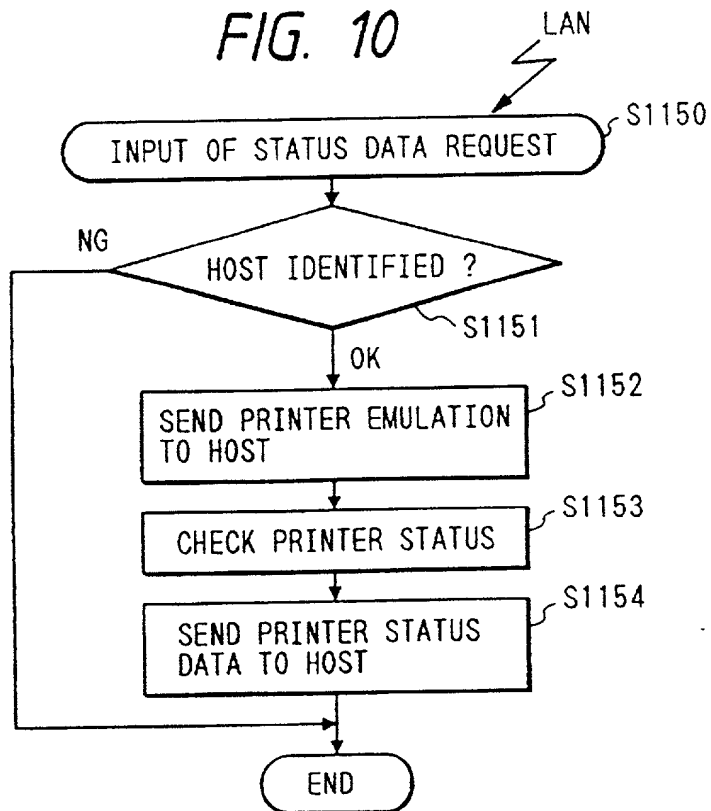 FIG. 10
LAN
S1150
INPUT OF STATUS DATA REQUEST
NG
HOST IDENTIFIED ?
S1151
OK
S1152
SEND PRINTER EMULATION
TO HOST
S1153
CHECK PRINTER STATUS
S1154
SEND PRINTER STATUS
DATA TO HOST
END